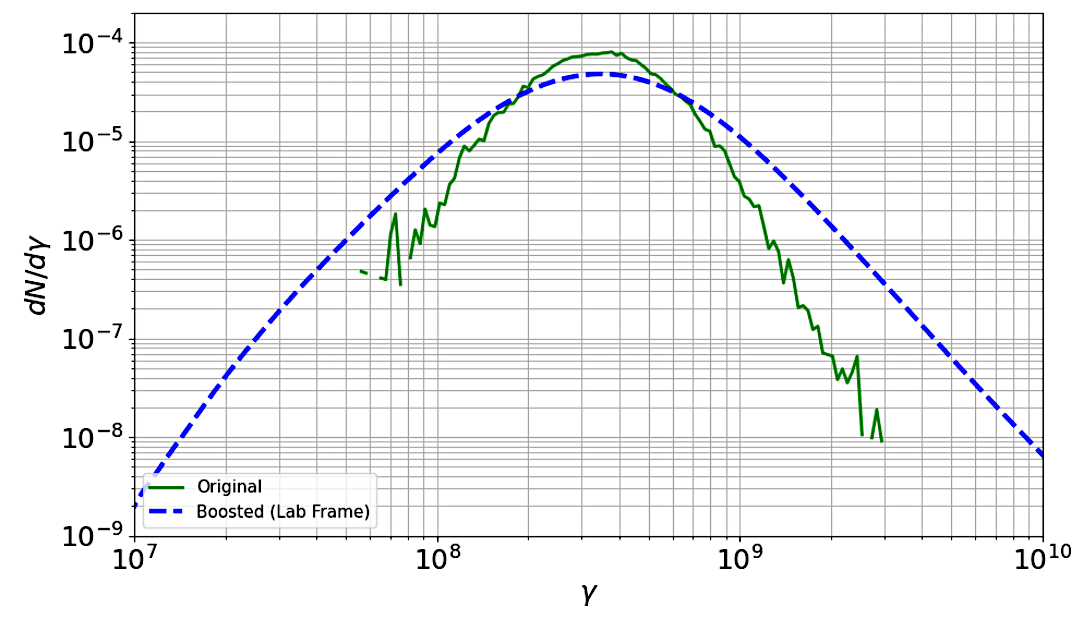 10⁻⁴
10⁻⁵
10⁻⁶
10⁻⁷
10⁻⁸
10⁻⁹
dN/dγ
Original
Boosted (Lab Frame)
10⁷ 10⁸ 10⁹ 10¹⁰
γ